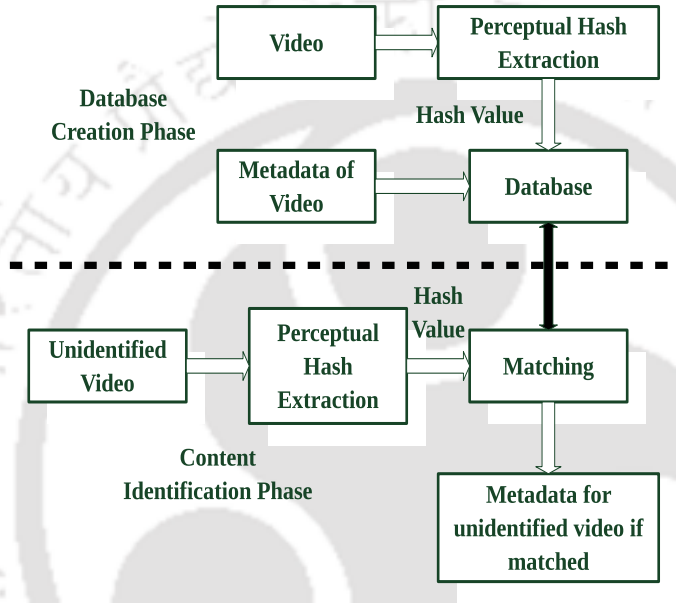 Video
Perceptual Hash
Extraction
Database
Creation Phase
Hash Value
Metadata of
Video
Database
Hash
Value
Unidentified
Video
Perceptual
Hash
Extraction
Matching
Content
Identification Phase
Metadata for
unidentified video if
matched